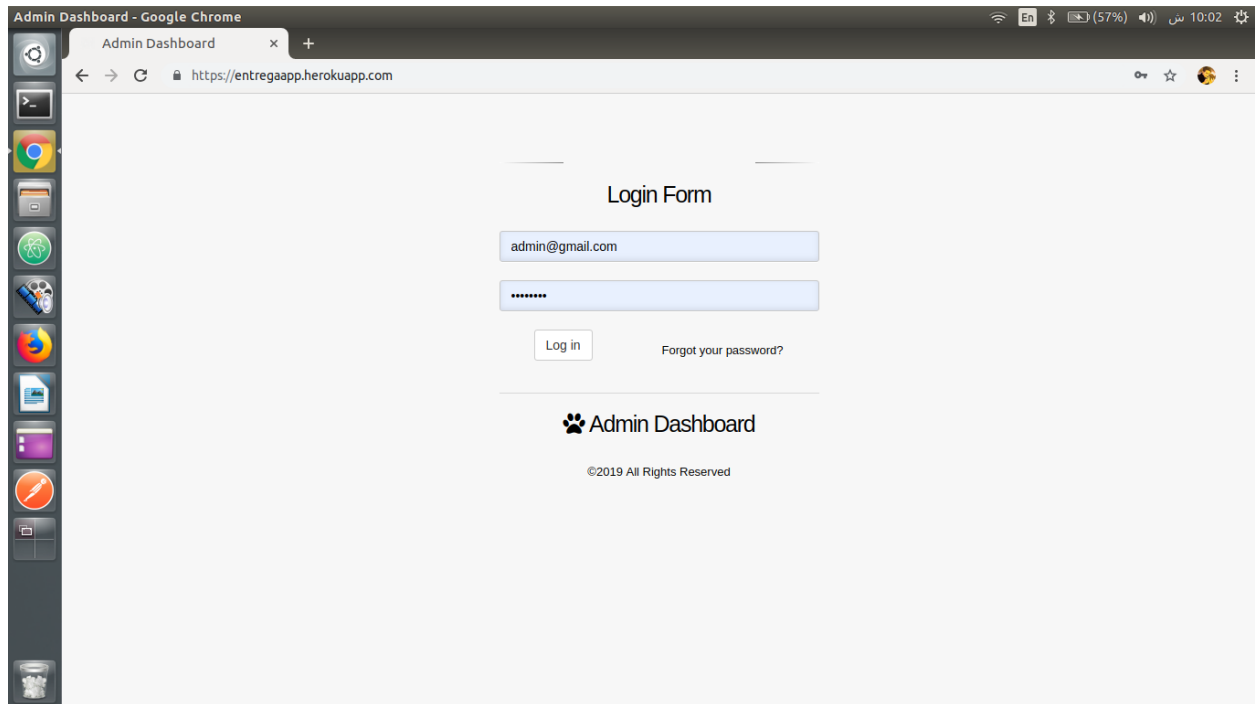 Admin Dashboard - Google Chrome
En (57%) ش 10:02
Admin Dashboard × +
https://entregaapp.herokuapp.com
Login Form
admin@gmail.com
••••••••
Log in Forgot your password?
Admin Dashboard
©2019 All Rights Reserved